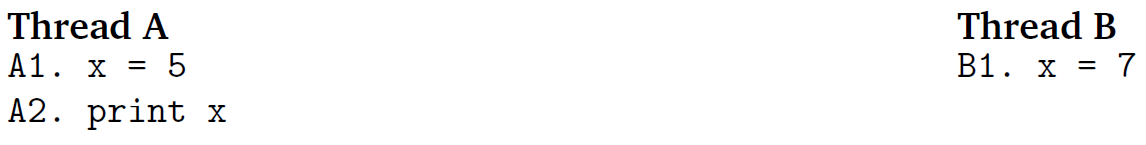 Thread A
A1. x = 5
A2. print x
Thread B
B1. x = 7